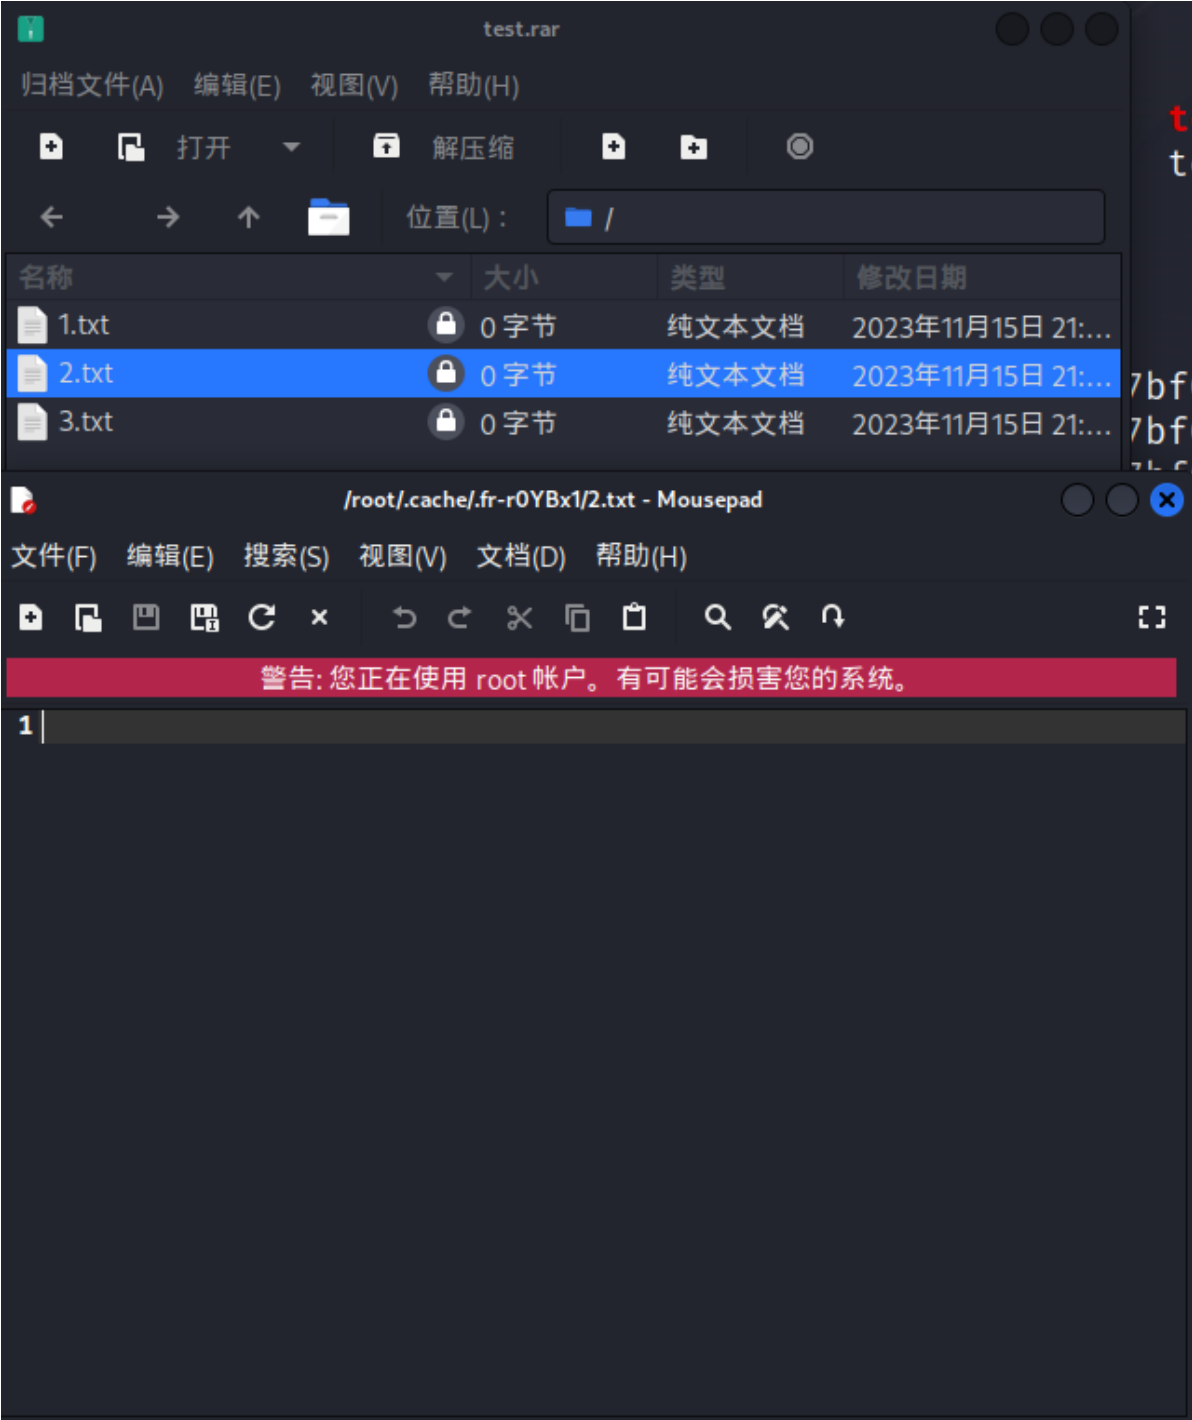 test.rar
归档文件(A) 编辑(E) 视图(V) 帮助(H)
打开 解压缩
位置(L)： /
名称 大小 类型 修改日期
1.txt 0 字节 纯文本文档 2023年11月15日 21:...
2.txt 0 字节 纯文本文档 2023年11月15日 21:...
3.txt 0 字节 纯文本文档 2023年11月15日 21:...
t
7bf
7bf
/root/.cache/.fr-r0YBx1/2.txt - Mousepad
文件(F) 编辑(E) 搜索(S) 视图(V) 文档(D) 帮助(H)
警告: 您正在使用 root 帐户。有可能会损害您的系统。
1